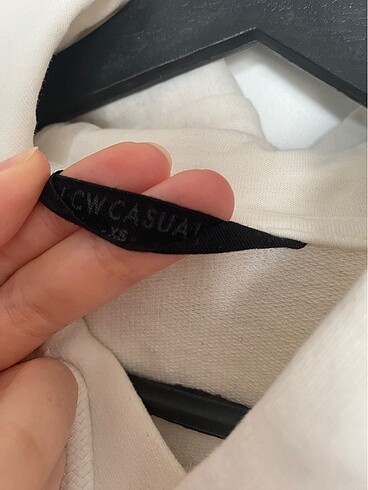 LCW CASUAL
- XS -